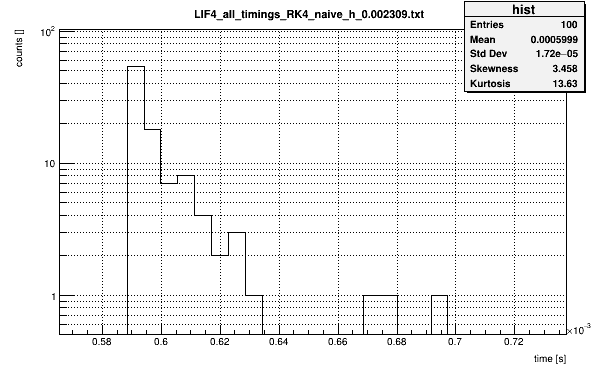 LIF4_all_timings_RK4_naive_h_0.002309.txt
hist
Entries 100
Mean 0.0005999
Std Dev 1.72e−05
Skewness 3.458
Kurtosis 13.63
counts []
10²
10
1
0.58 0.6 0.62 0.64 0.66 0.68 0.7 0.72
×10⁻³
time [s]